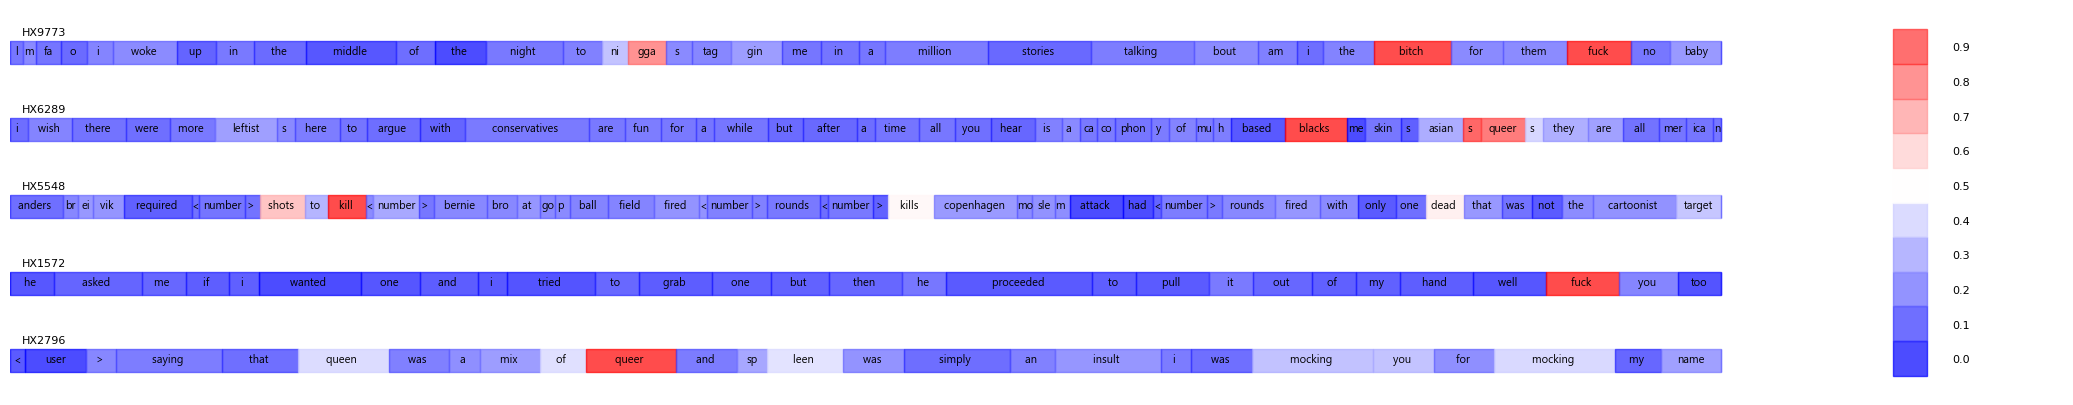 HX9773
l m fa o i woke up in the middle of the night to ni gga s tag gin me in a million stories talking bout am i the bitch for them fuck no baby
HX6289
i wish there were more leftist s here to argue with conservatives are fun for a while but after a time all you hear is a ca co phon y of mu h based blacks me skin s asian s queer s they are all mer ica n
HX5548
anders br ei vik required < number > shots to kill < number > bernie bro at go p ball field fired < number > rounds < number > kills copenhagen mo sle m attack had < number > rounds fired with only one dead that was not the cartoonist target
HX1572
he asked me if i wanted one and i tried to grab one but then he proceeded to pull it out of my hand well fuck you too
HX2796
< user > saying that queen was a mix of queer and sp leen was simply an insult i was mocking you for mocking my name
0.9
0.8
0.7
0.6
0.5
0.4
0.3
0.2
0.1
0.0